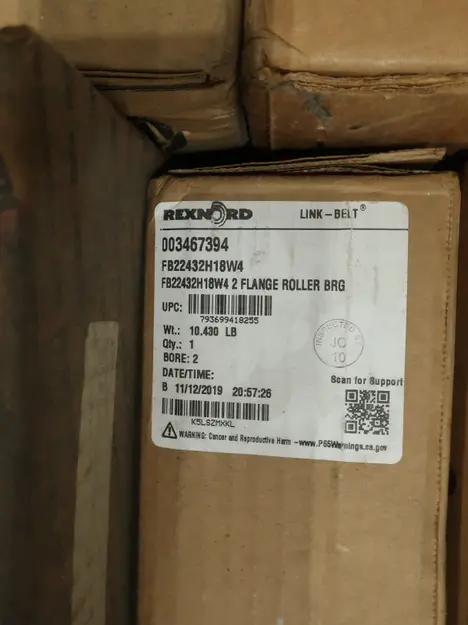 REXNORD LINK-BELT®
003467394
FB22432H18W4
FB22432H18W4 2 FLANGE ROLLER BRG
UPC:
793699418255
Wt.: 10.430 LB
Qty.: 1
BORE: 2
INSPECTED BY
JC
10
DATE/TIME:
B 11/12/2019 20:57:26
Scan for Support
K5LSZMXKL
WARNING: Cancer and Reproductive Harm -www.P65Warnings.ca.gov